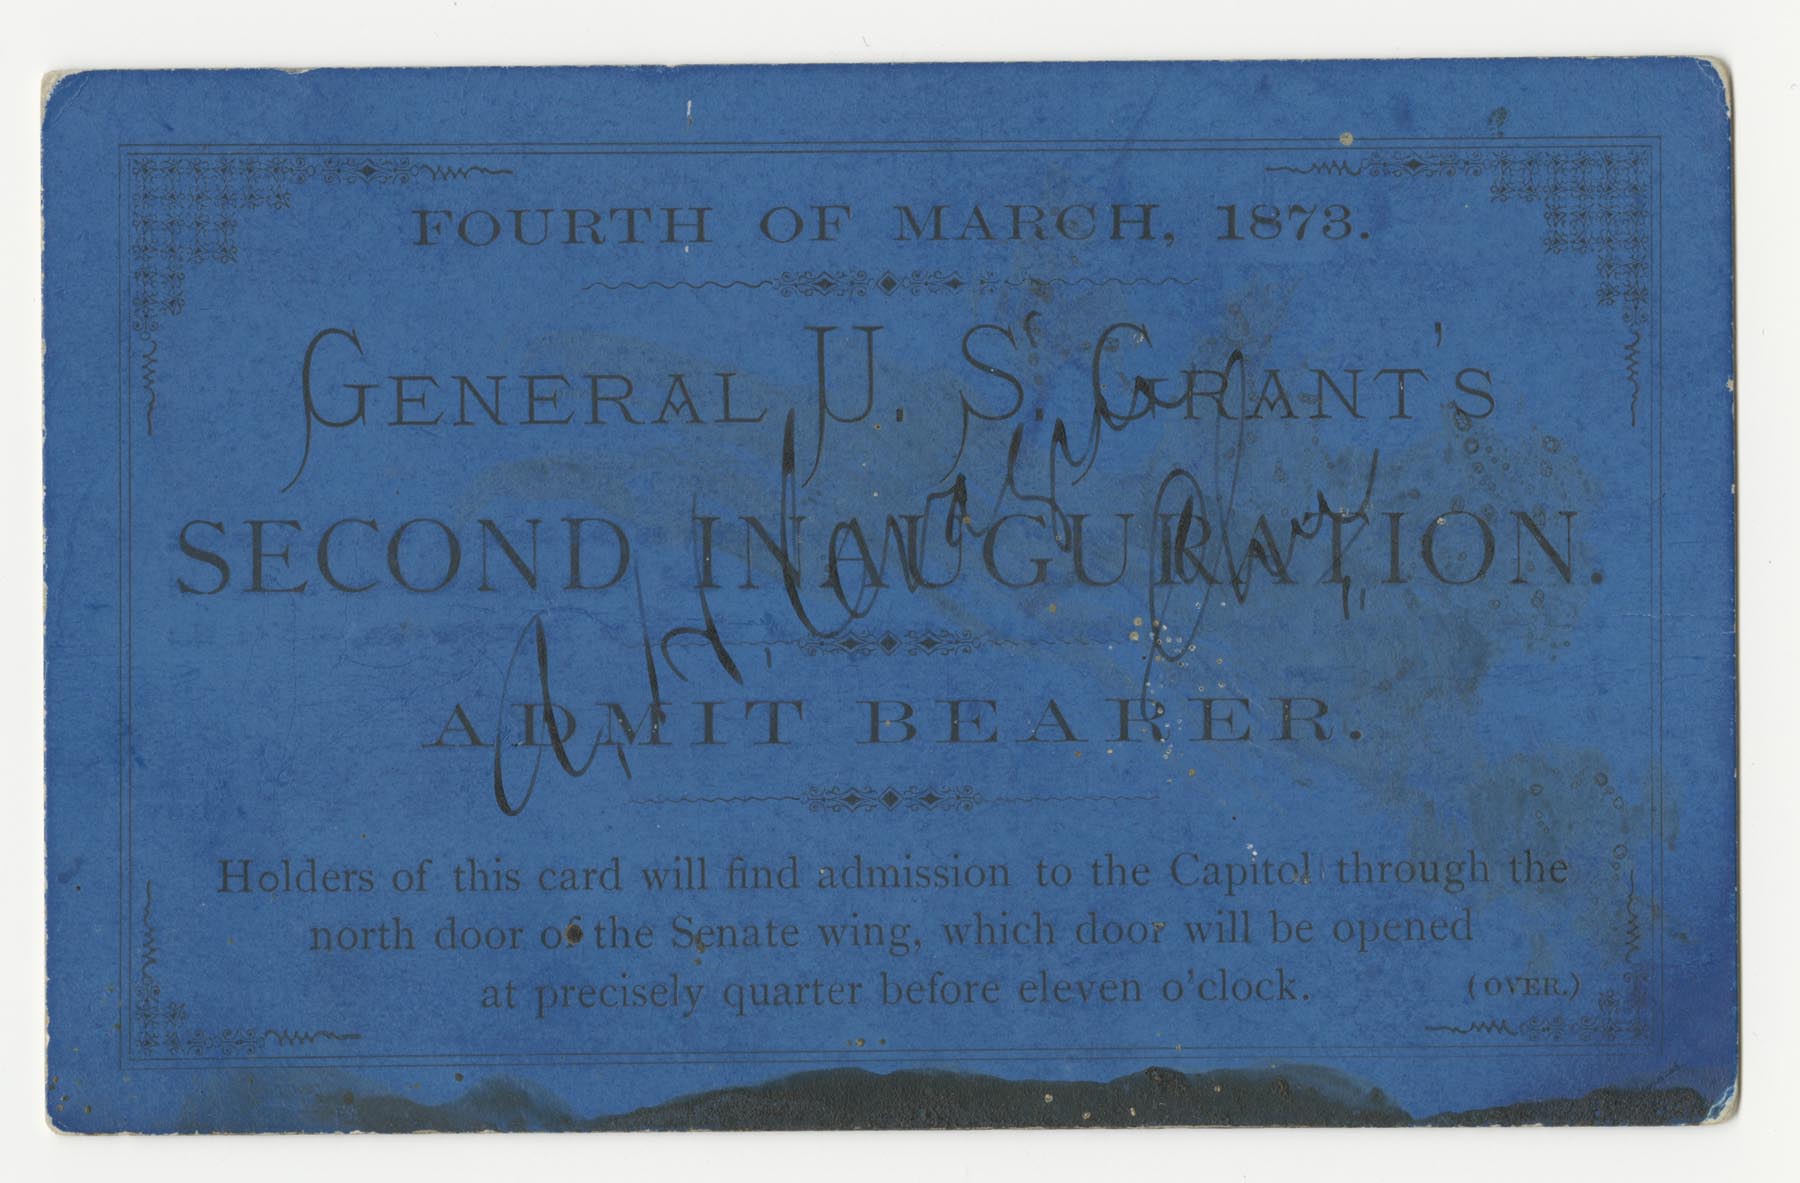 FOURTH OF MARCH, 1873.
GENERAL U. S. GRANT'S
SECOND INAUGURATION.
ADMIT BEARER.
Holders of this card will find admission to the Capitol through the
north door of the Senate wing, which door will be opened
at precisely quarter before eleven o'clock. (OVER.)